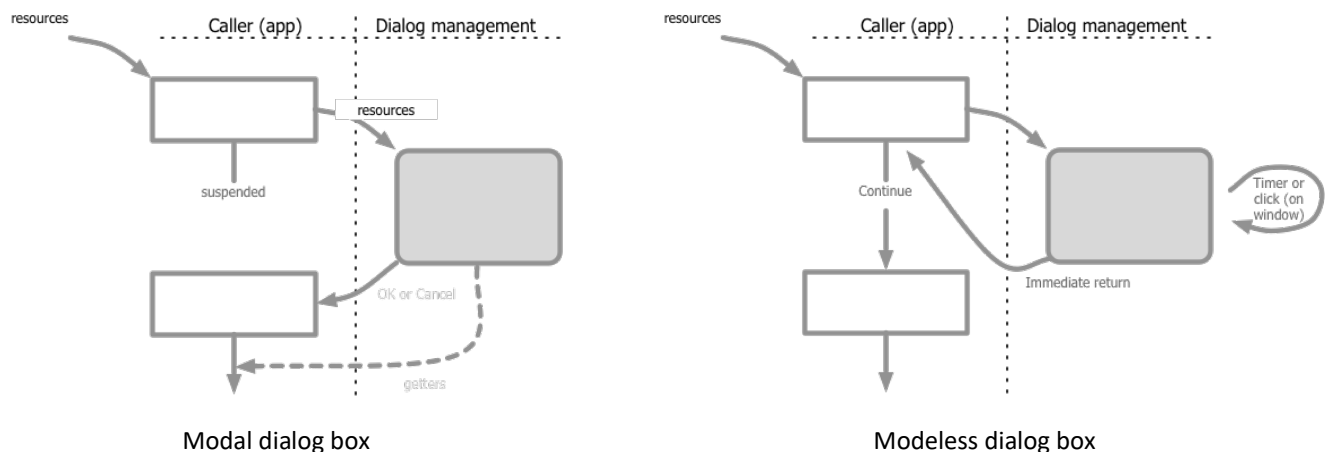 resources
Caller (app)
Dialog management
resources
suspended
OK or Cancel
getters
Modal dialog box
resources
Caller (app)
Dialog management
Continue
Timer or
click (on
window)
Immediate return
Modeless dialog box